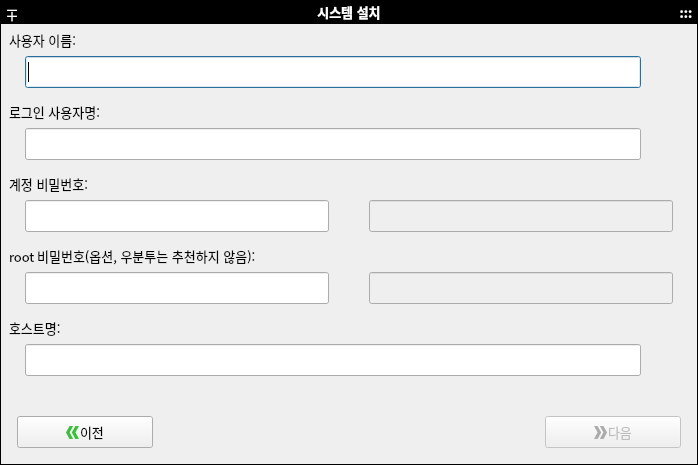 시스템 설치
사용자 이름:
로그인 사용자명:
계정 비밀번호:
root 비밀번호(옵션, 우분투는 추천하지 않음):
호스트명:
이전
다음